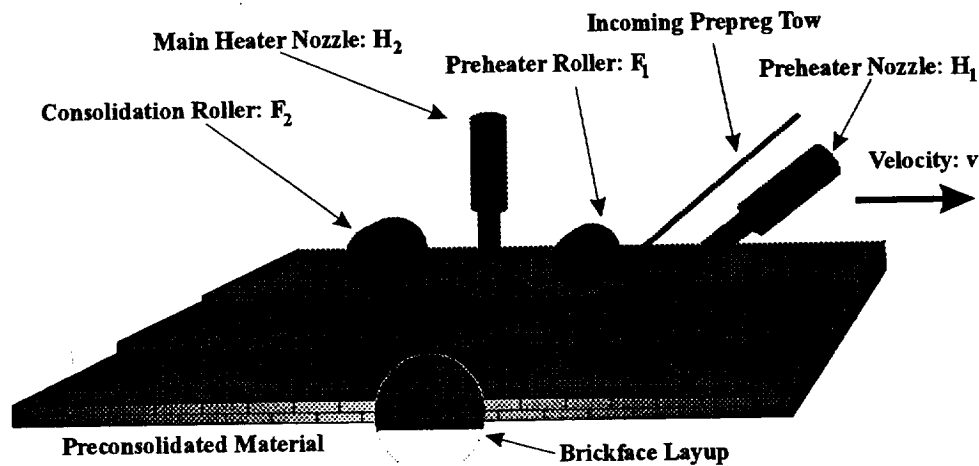 Incoming Prepreg Tow
Main Heater Nozzle: H2
Preheater Roller: F1
Preheater Nozzle: H1
Consolidation Roller: F2
Velocity: v
Preconsolidated Material
Brickface Layup